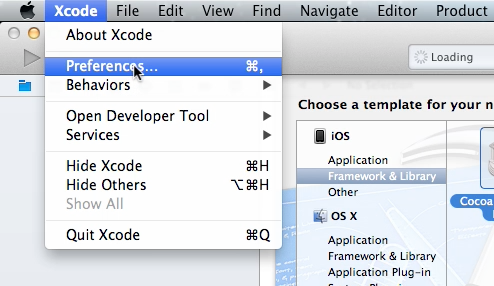 Xcode File Edit View Find Navigate Editor Product
About Xcode
Preferences... ⌘,
Behaviors
Open Developer Tool
Services
Hide Xcode ⌘H
Hide Others ⌥⌘H
Show All
Quit Xcode ⌘Q
Loading
Choose a template for your n
iOS
Application
Framework & Library
Other
OS X
Application
Framework & Library
Application Plug-in
Cocoa